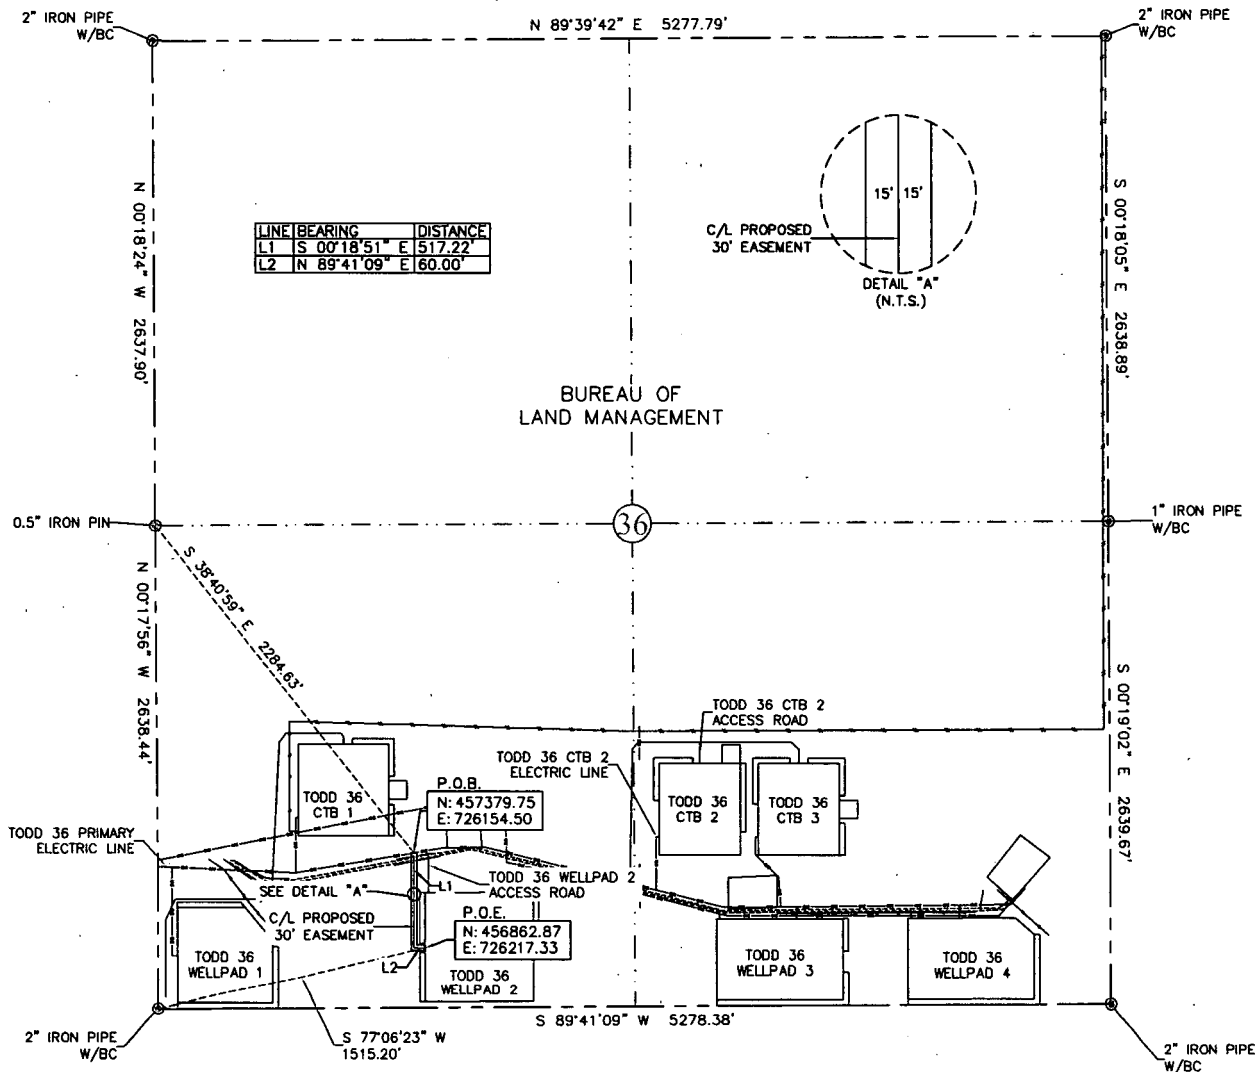 2" IRON PIPE
W/BC
N 89°39'42" E 5277.79'
2" IRON PIPE
W/BC
N 00°18'24" W 2637.90'
LINE BEARING DISTANCE
L1 S 00°18'51" E 517.22'
L2 N 89°41'09" E 60.00'
15' 15'
C/L PROPOSED
30' EASEMENT
DETAIL "A"
(N.T.S.)
S 00°18'05" E 2638.89'
BUREAU OF
LAND MANAGEMENT
0.5" IRON PIN
36
1" IRON PIPE
W/BC
S 38°40'59" E 2284.63'
N 00°17'56" W 2638.44'
S 00°19'02" E 2639.67'
TODD 36 CTB 2
ACCESS ROAD
TODD 36 CTB 2
ELECTRIC LINE
TODD 36
CTB 1
P.O.B.
N: 457379.75
E: 726154.50
TODD 36
CTB 2
TODD 36
CTB 3
TODD 36 PRIMARY
ELECTRIC LINE
SEE DETAIL "A"
L1
TODD 36 WELLPAD 2
ACCESS ROAD
C/L PROPOSED
30' EASEMENT
P.O.E.
N: 456862.87
E: 726217.33
L2
TODD 36
WELLPAD 1
TODD 36
WELLPAD 2
TODD 36
WELLPAD 3
TODD 36
WELLPAD 4
S 89°41'09" W 5278.38'
2" IRON PIPE
W/BC
S 77°06'23" W
1515.20'
2" IRON PIPE
W/BC